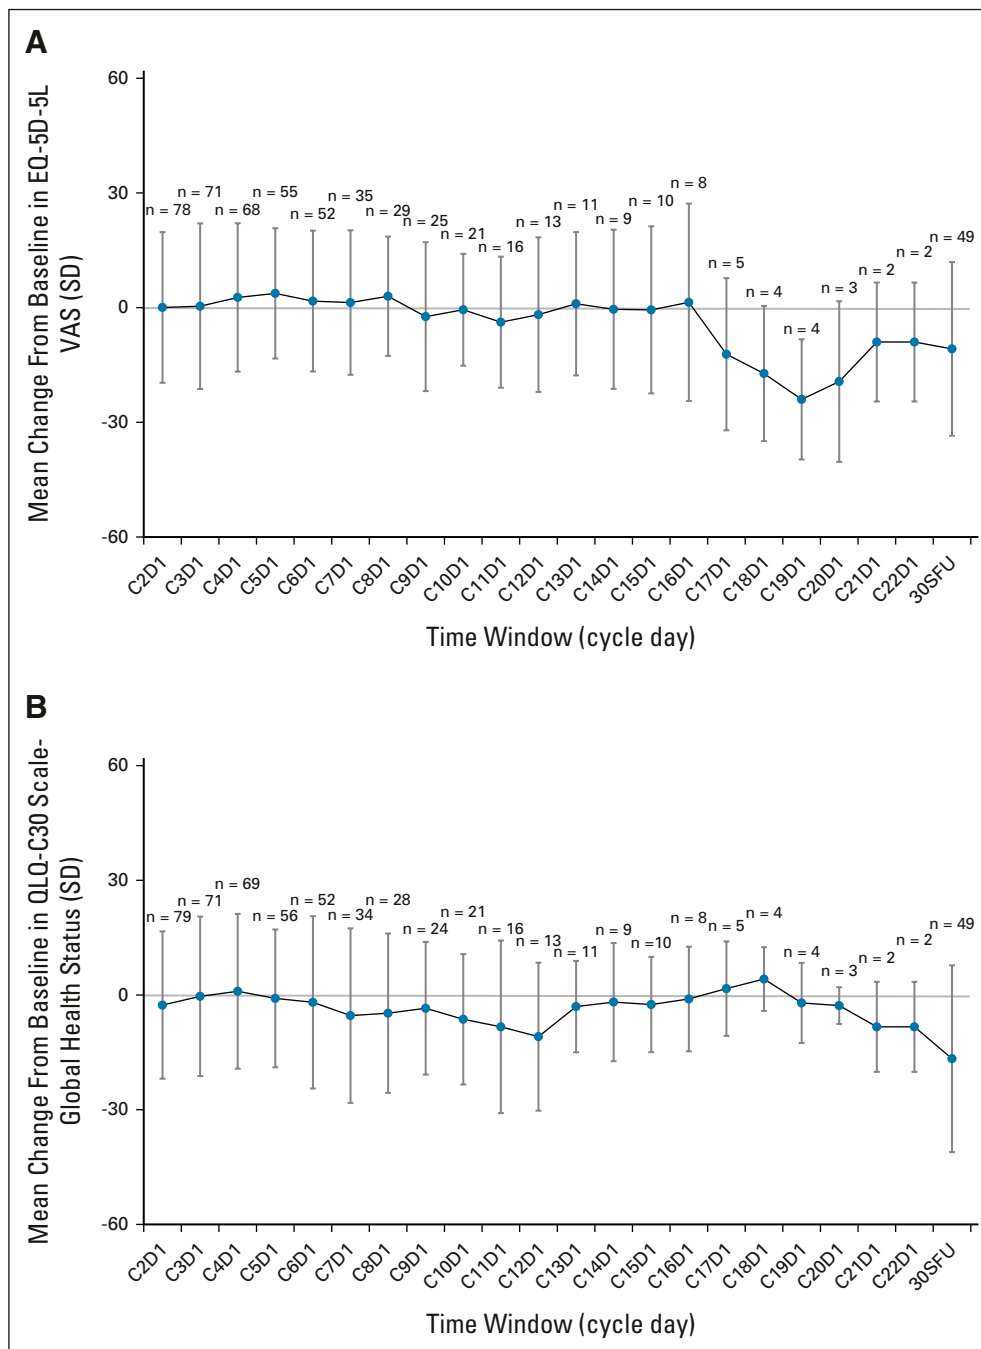 A
Mean Change From Baseline in EQ-5D-5L
VAS (SD)
60
30
0
-30
-60
n = 78
n = 71
n = 68
n = 55
n = 52
n = 35
n = 29
n = 25
n = 21
n = 16
n = 13
n = 11
n = 9
n = 10
n = 8
n = 5
n = 4
n = 4
n = 3
n = 2
n = 2
n = 49
C2D1
C3D1
C4D1
C5D1
C6D1
C7D1
C8D1
C9D1
C10D1
C11D1
C12D1
C13D1
C14D1
C15D1
C16D1
C17D1
C18D1
C19D1
C20D1
C21D1
C22D1
30SFU
Time Window (cycle day)
B
Mean Change From Baseline in QLQ-C30 Scale-
Global Health Status (SD)
60
30
0
-30
-60
n = 79
n = 71
n = 69
n = 56
n = 52
n = 34
n = 28
n = 24
n = 21
n = 16
n = 13
n = 11
n = 9
n =10
n = 8
n = 5
n = 4
n = 4
n = 3
n = 2
n = 2
n = 49
C2D1
C3D1
C4D1
C5D1
C6D1
C7D1
C8D1
C9D1
C10D1
C11D1
C12D1
C13D1
C14D1
C15D1
C16D1
C17D1
C18D1
C19D1
C20D1
C21D1
C22D1
30SFU
Time Window (cycle day)